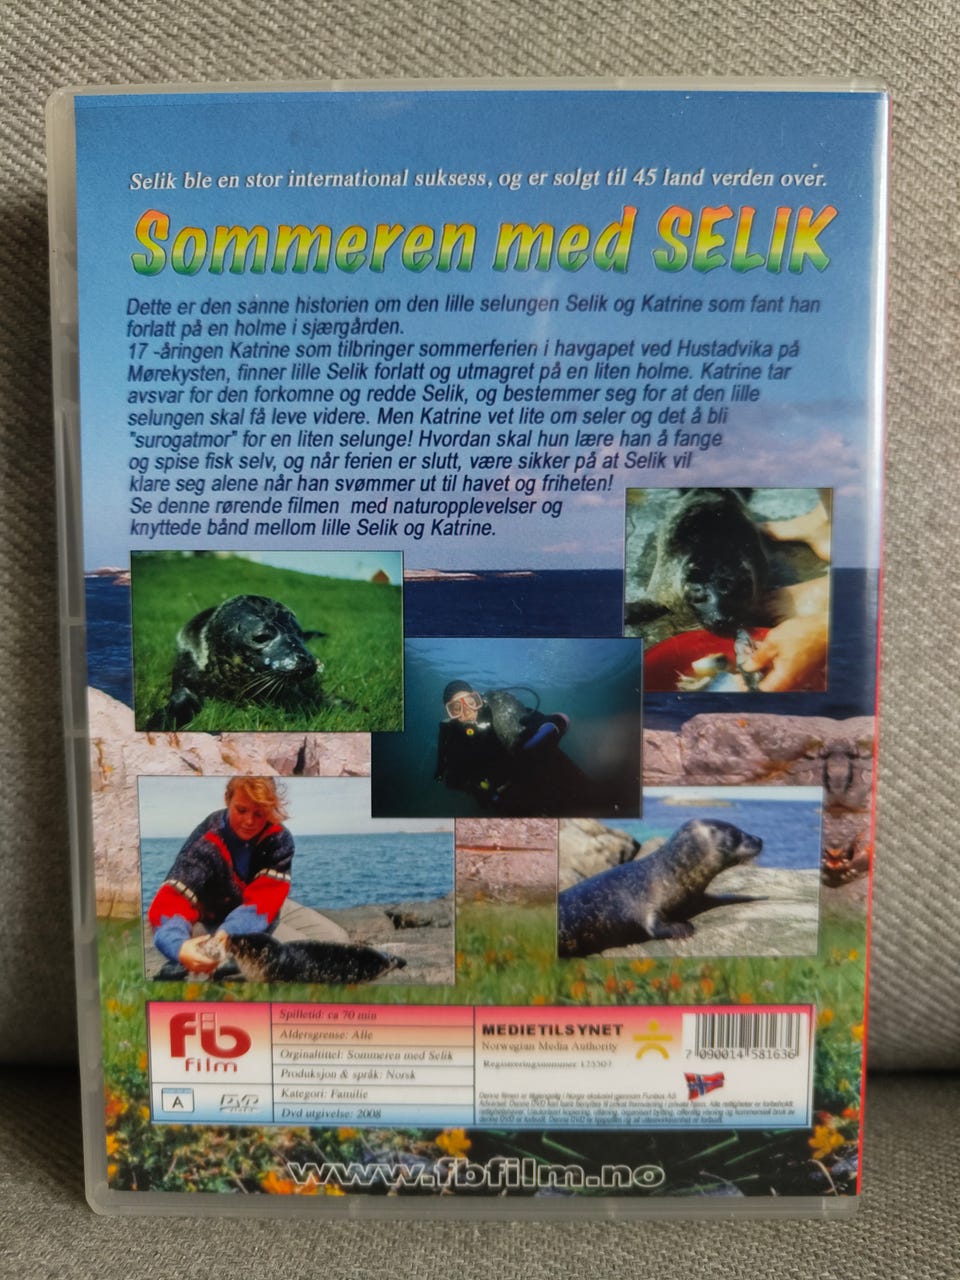 Selik ble en stor international suksess, og er solgt til 45 land verden over.
Sommeren med SELIK
Dette er den sanne historien om den lille selungen Selik og Katrine som fant han
forlatt på en holme i sjærgården.
17 -åringen Katrine som tilbringer sommerferien i havgapet ved Hustadvika på
Mørekysten, finner lille Selik forlatt og utmagret på en liten holme. Katrine tar
avsvar for den forkomne og redde Selik, og bestemmer seg for at den lille
selungen skal få leve videre. Men Katrine vet lite om seler og det å bli
"surogatmor" for en liten selunge! Hvordan skal hun lære han å fange
og spise fisk selv, og når ferien er slutt, være sikker på at Selik vil
klare seg alene når han svømmer ut til havet og friheten!
Se denne rørende filmen med naturopplevelser og
knyttede bånd mellom lille Selik og Katrine.
fb
film
A
DVD
Spilletid: ca 70 min
Aldersgrense: Alle
Orginaltittel: Sommeren med Selik
Produksjon & språk: Norsk
Kategori: Familie
Dvd utgivelse: 2008
MEDIETILSYNET
Norwegian Media Authority
Registreringsnummer
7 090014 581636
www.fbfilm.no